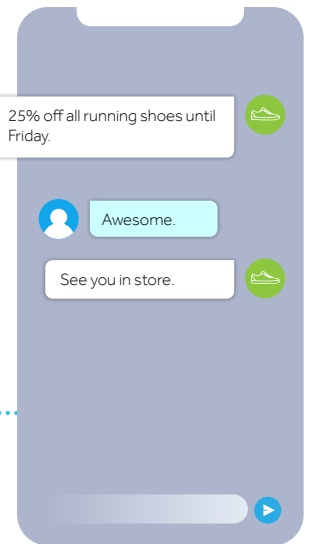 25% off all running shoes until
Friday.
Awesome.
See you in store.